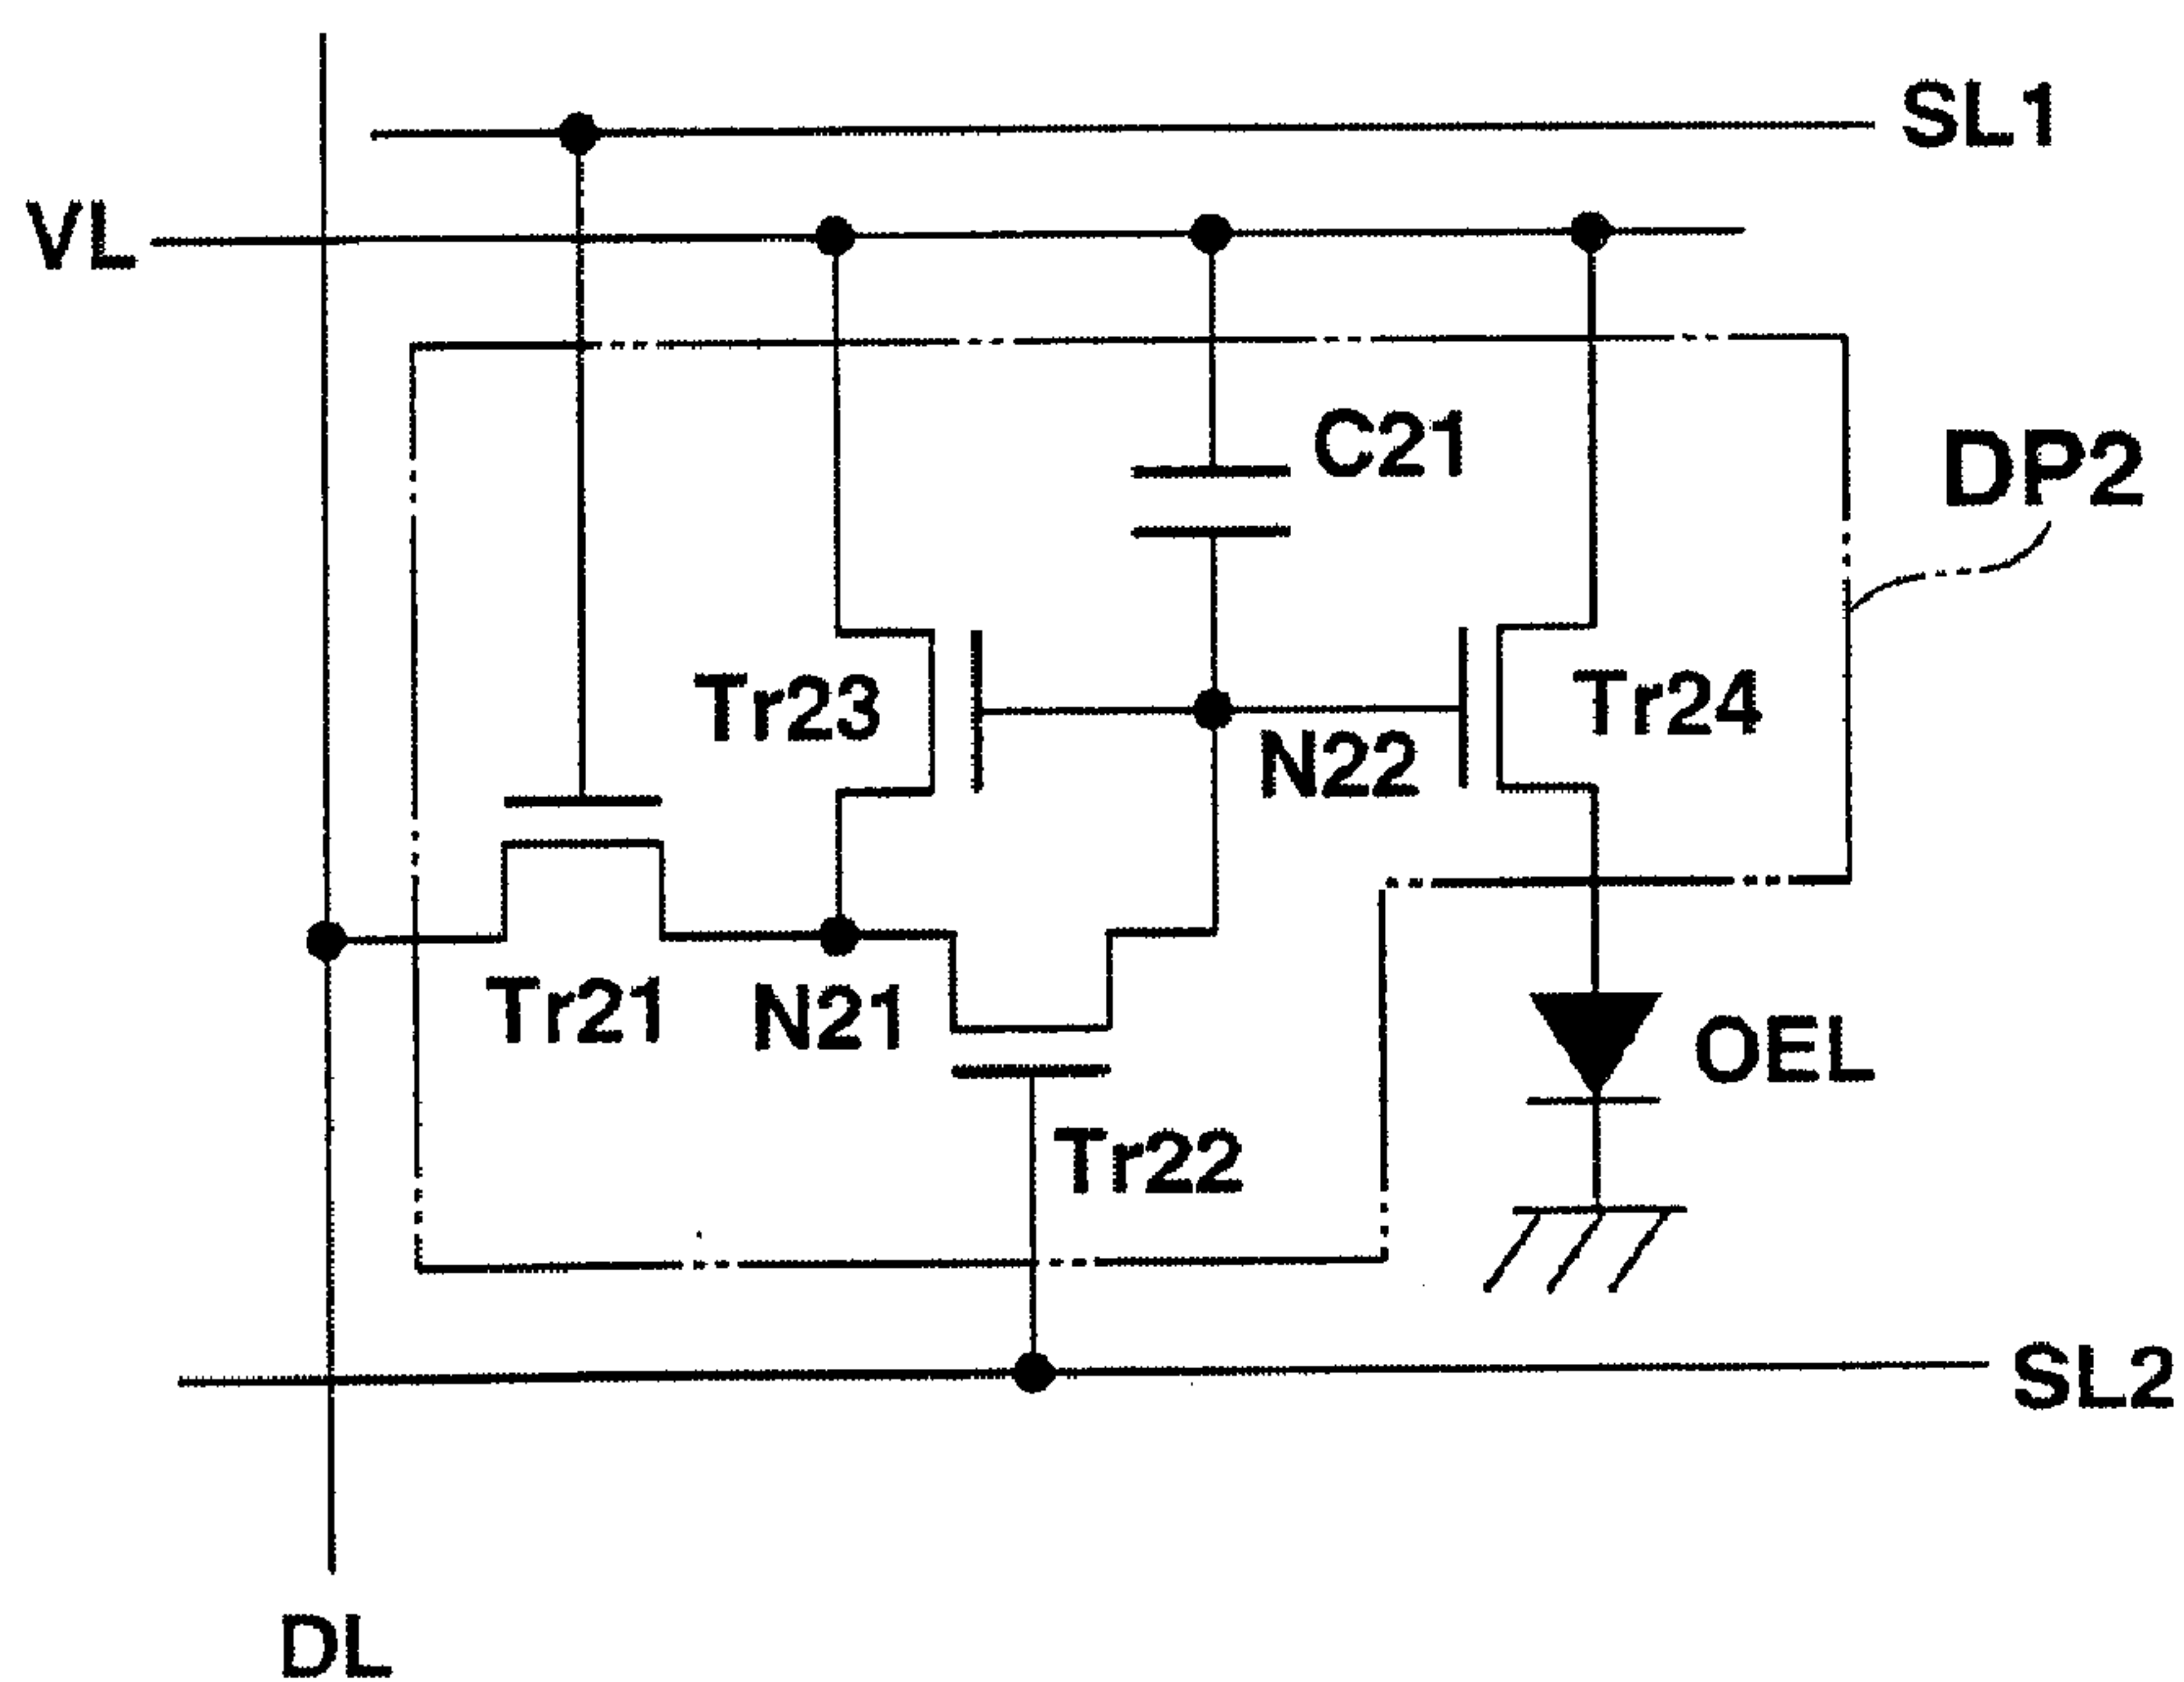 SL1
VL
C21
DP2
Tr23
Tr24
N22
Tr21
N21
OEL
Tr22
SL2
DL